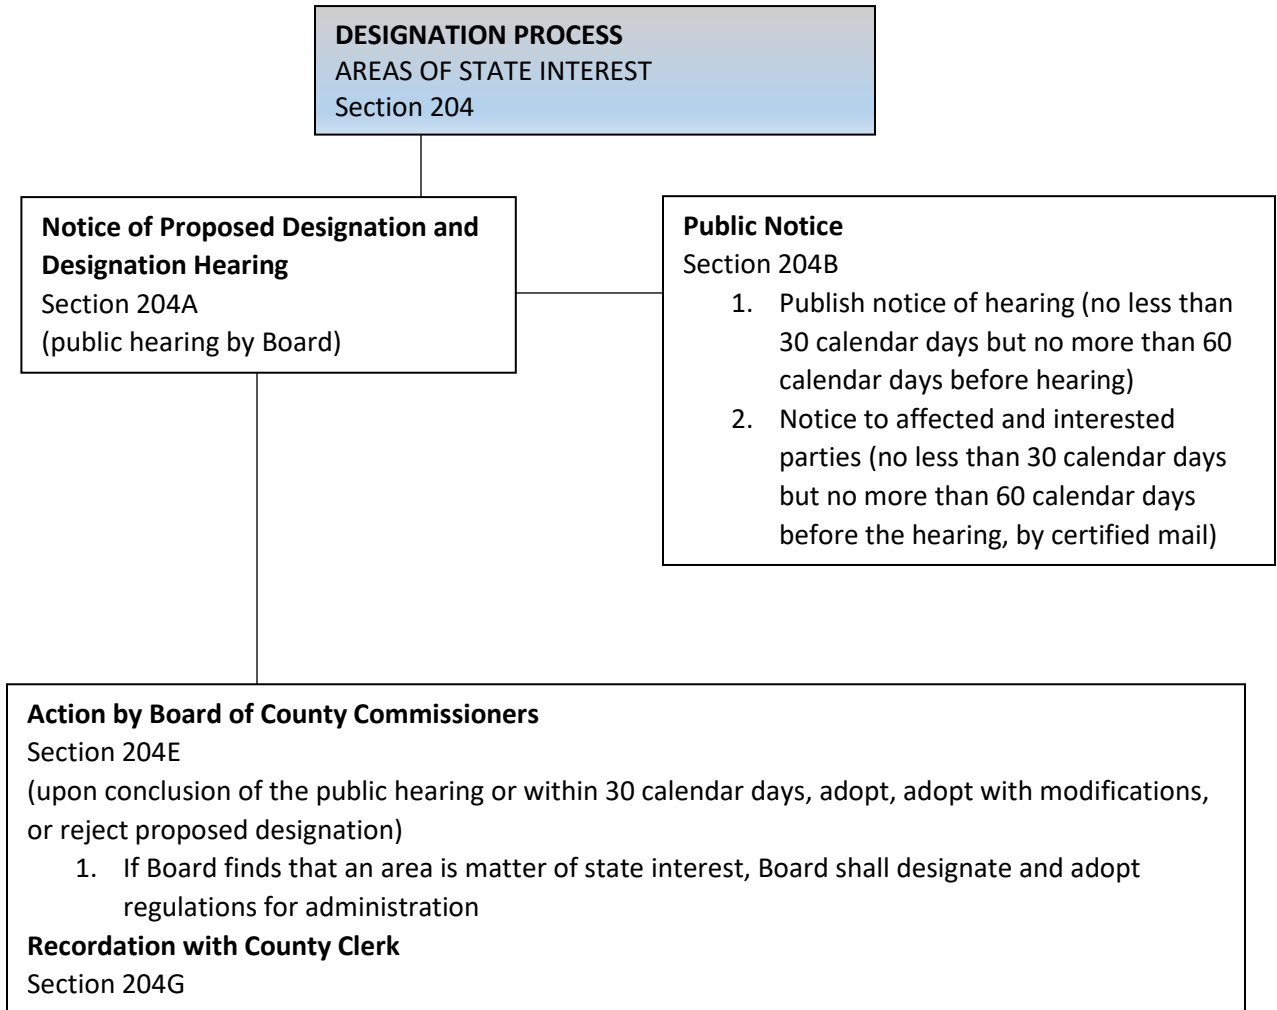 DESIGNATION PROCESS
AREAS OF STATE INTEREST
Section 204
Notice of Proposed Designation and
Designation Hearing
Section 204A
(public hearing by Board)
Public Notice
Section 204B
1. Publish notice of hearing (no less than
30 calendar days but no more than 60
calendar days before hearing)
2. Notice to affected and interested
parties (no less than 30 calendar days
but no more than 60 calendar days
before the hearing, by certified mail)
Action by Board of County Commissioners
Section 204E
(upon conclusion of the public hearing or within 30 calendar days, adopt, adopt with modifications,
or reject proposed designation)
1. If Board finds that an area is matter of state interest, Board shall designate and adopt
regulations for administration
Recordation with County Clerk
Section 204G